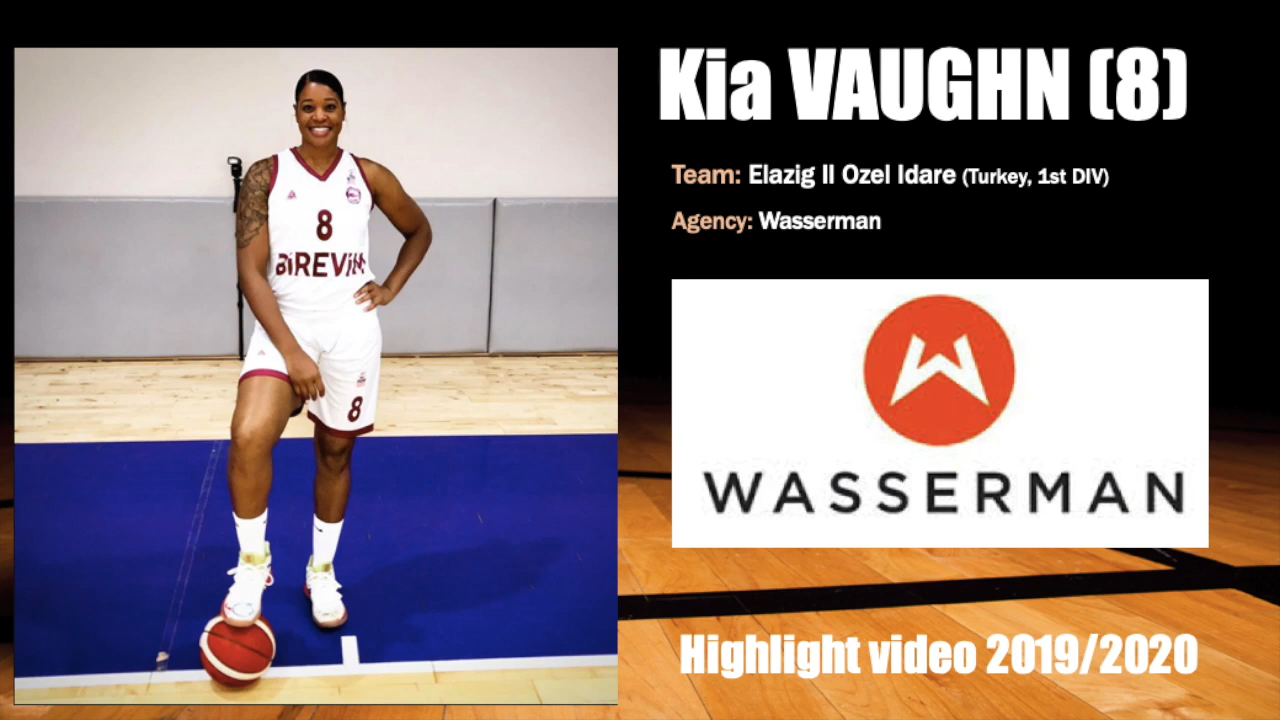 Kia VAUGHN (8)
Team: Elazig Il Ozel Idare (Turkey, 1st DIV)
Agency: Wasserman
8
BiREViM
8
WASSERMAN
Highlight video 2019/2020